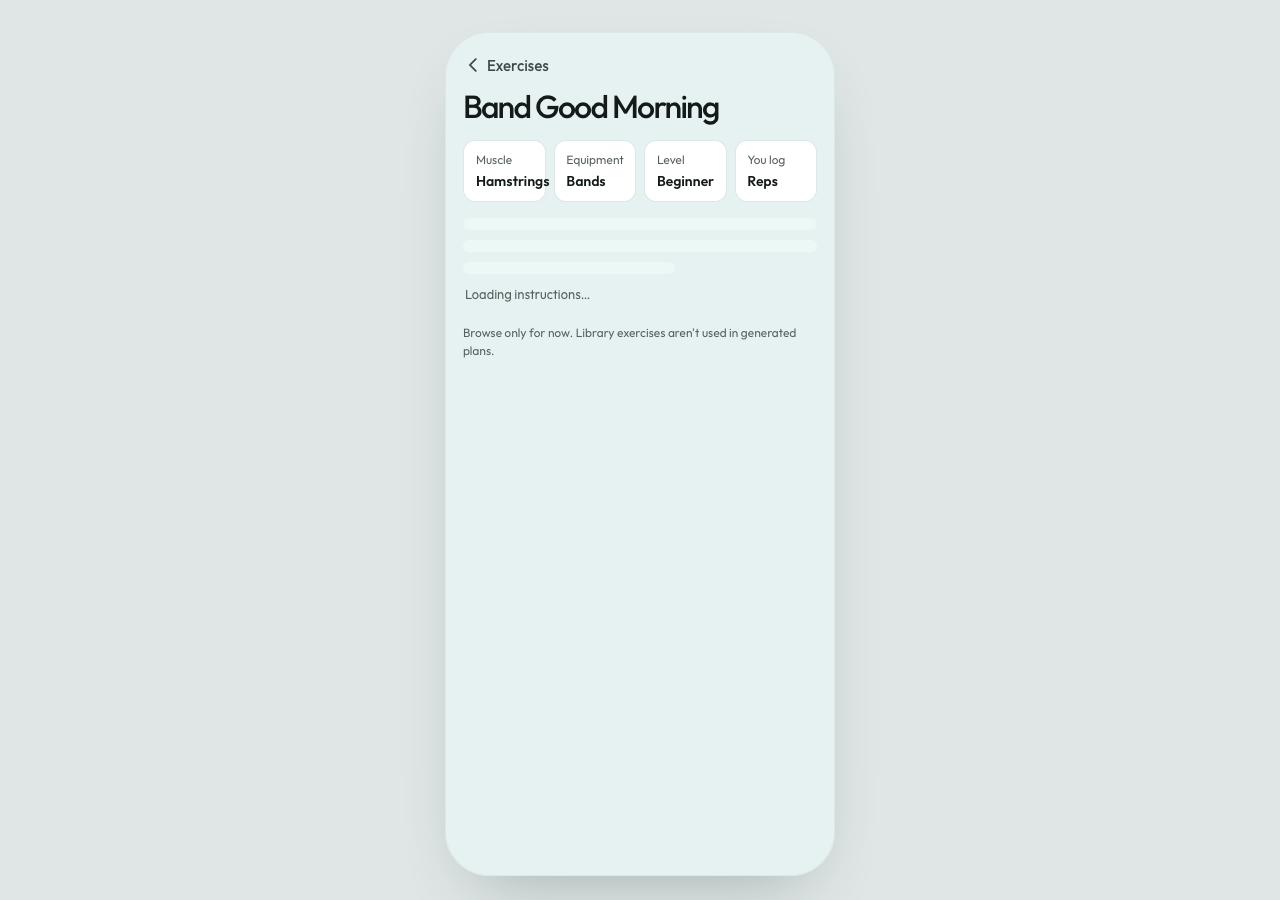 Exercises
Band Good Morning
Muscle
Hamstrings
Equipment
Bands
Level
Beginner
You log
Reps
Loading instructions...
Browse only for now. Library exercises aren't used in generated
plans.